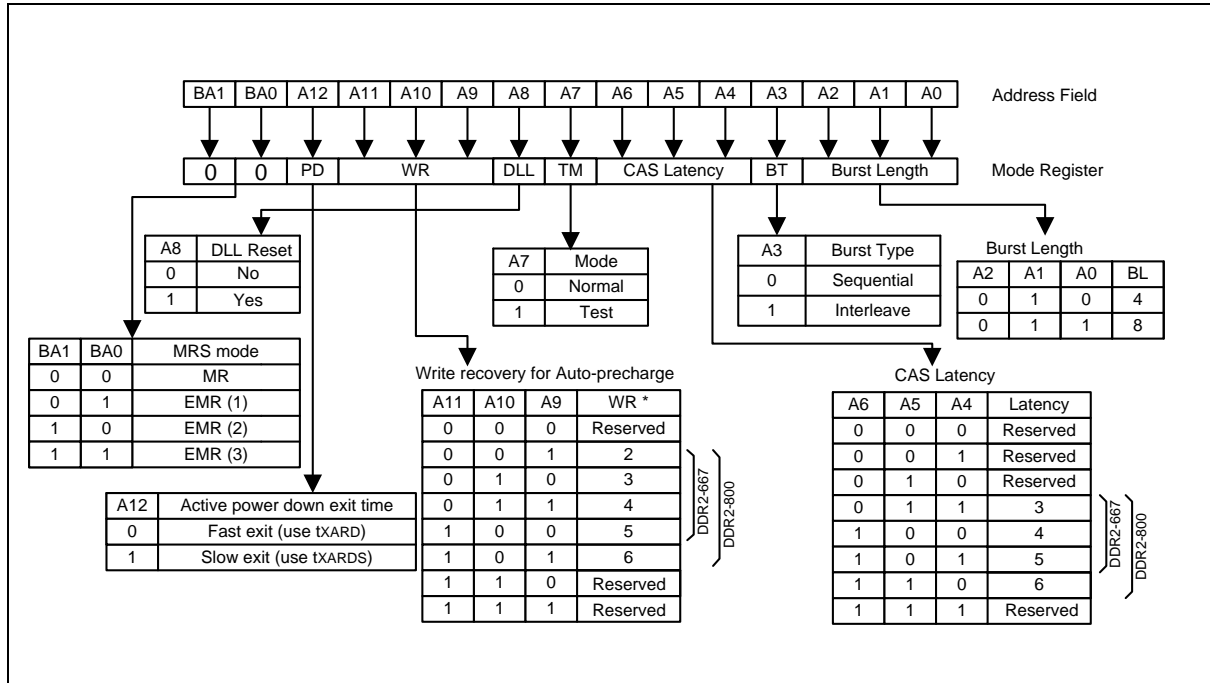 BA1 BA0 A12 A11 A10 A9 A8 A7 A6 A5 A4 A3 A2 A1 A0 Address Field
0 0 PD WR DLL TM CAS Latency BT Burst Length Mode Register
A8 DLL Reset
0 No
1 Yes
A7 Mode
0 Normal
1 Test
A3 Burst Type
0 Sequential
1 Interleave
Burst Length
A2 A1 A0 BL
0 1 0 4
0 1 1 8
BA1 BA0 MRS mode
0 0 MR
0 1 EMR (1)
1 0 EMR (2)
1 1 EMR (3)
A12 Active power down exit time
0 Fast exit (use tXARD)
1 Slow exit (use tXARDS)
Write recovery for Auto-precharge
A11 A10 A9 WR *
0 0 0 Reserved
0 0 1 2
0 1 0 3
0 1 1 4
1 0 0 5
1 0 1 6
1 1 0 Reserved
1 1 1 Reserved
DDR2-667
DDR2-800
CAS Latency
A6 A5 A4 Latency
0 0 0 Reserved
0 0 1 Reserved
0 1 0 Reserved
0 1 1 3
1 0 0 4
1 0 1 5
1 1 0 6
1 1 1 Reserved
DDR2-667
DDR2-800